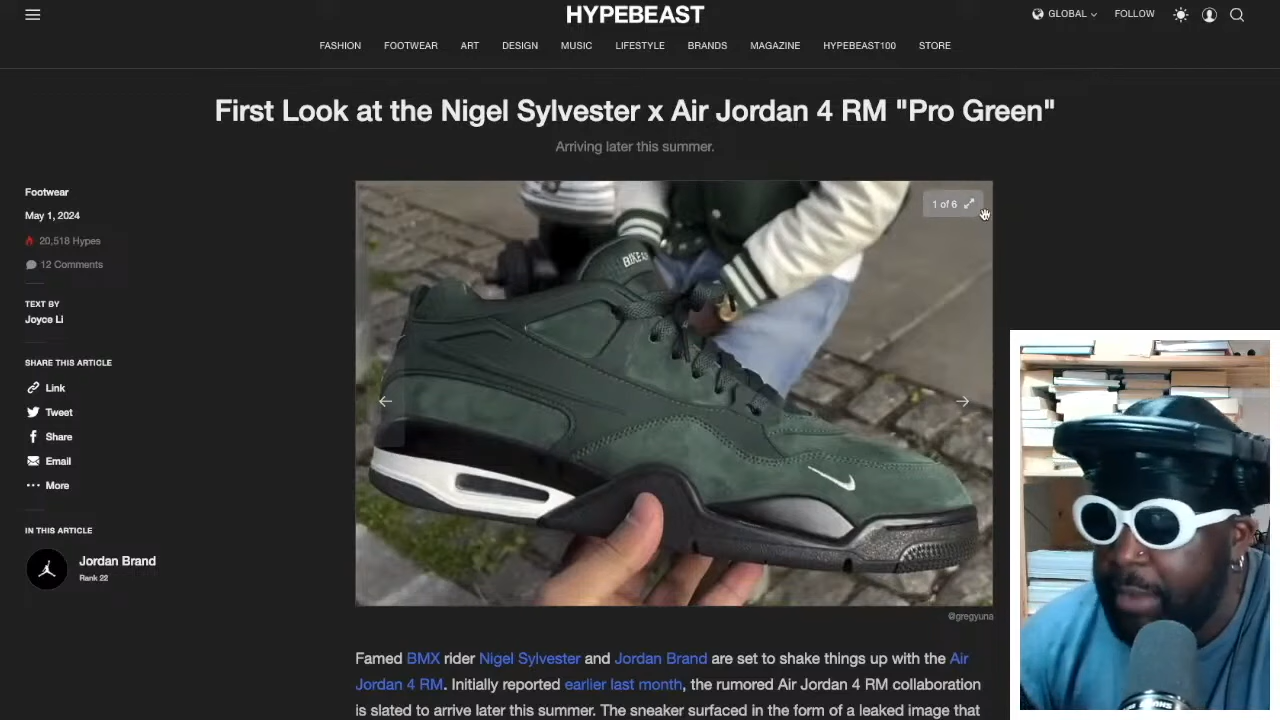 HYPEBEAST
GLOBAL
FOLLOW
FASHION
FOOTWEAR
ART
DESIGN
MUSIC
LIFESTYLE
BRANDS
MAGAZINE
HYPEBEAST100
STORE
First Look at the Nigel Sylvester x Air Jordan 4 RM "Pro Green"
Arriving later this summer.
Footwear
May 1, 2024
20,518 Hypes
12 Comments
TEXT BY
Joyce Li
SHARE THIS ARTICLE
Link
Tweet
Share
Email
More
IN THIS ARTICLE
Jordan Brand
Rank 22
1 of 6
@gregyuna
Famed BMX rider Nigel Sylvester and Jordan Brand are set to shake things up with the Air
Jordan 4 RM. Initially reported earlier last month, the rumored Air Jordan 4 RM collaboration
is slated to arrive later this summer. The sneaker surfaced in the form of a leaked image that